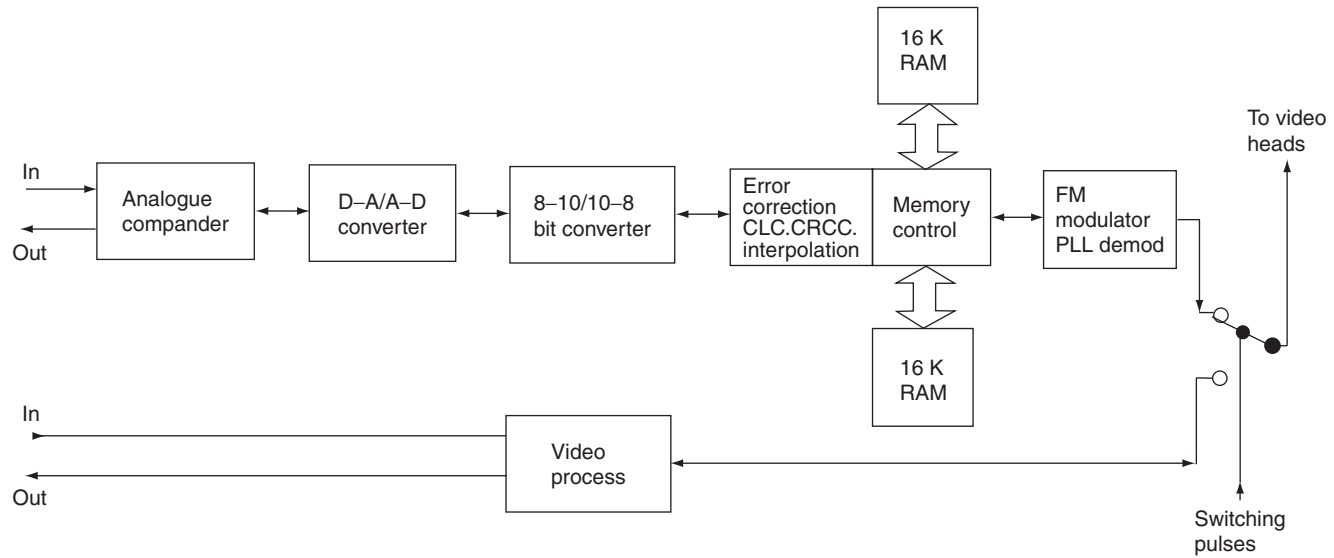 16 K
RAM
To video
heads
In
Out
Analogue
compander
D–A/A–D
converter
8–10/10–8
bit converter
Error
correction
CLC.CRCC.
interpolation
Memory
control
FM
modulator
PLL demod
16 K
RAM
In
Out
Video
process
Switching
pulses